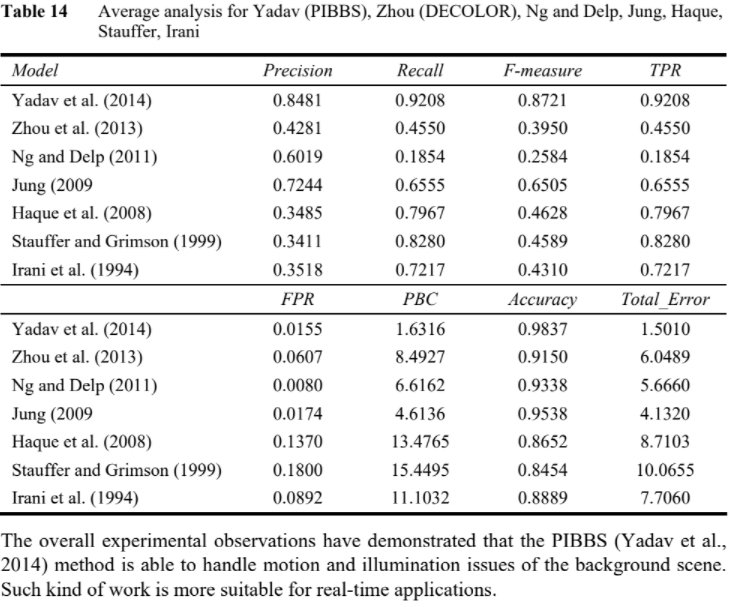 Table 14 Average analysis for Yadav (PIBBS), Zhou (DECOLOR), Ng and Delp, Jung, Haque,
Stauffer, Irani
Model Precision Recall F-measure TPR
Yadav et al. (2014) 0.8481 0.9208 0.8721 0.9208
Zhou et al. (2013) 0.4281 0.4550 0.3950 0.4550
Ng and Delp (2011) 0.6019 0.1854 0.2584 0.1854
Jung (2009 0.7244 0.6555 0.6505 0.6555
Haque et al. (2008) 0.3485 0.7967 0.4628 0.7967
Stauffer and Grimson (1999) 0.3411 0.8280 0.4589 0.8280
Irani et al. (1994) 0.3518 0.7217 0.4310 0.7217
FPR PBC Accuracy Total_Error
Yadav et al. (2014) 0.0155 1.6316 0.9837 1.5010
Zhou et al. (2013) 0.0607 8.4927 0.9150 6.0489
Ng and Delp (2011) 0.0080 6.6162 0.9338 5.6660
Jung (2009 0.0174 4.6136 0.9538 4.1320
Haque et al. (2008) 0.1370 13.4765 0.8652 8.7103
Stauffer and Grimson (1999) 0.1800 15.4495 0.8454 10.0655
Irani et al. (1994) 0.0892 11.1032 0.8889 7.7060
The overall experimental observations have demonstrated that the PIBBS (Yadav et al.,
2014) method is able to handle motion and illumination issues of the background scene.
Such kind of work is more suitable for real-time applications.